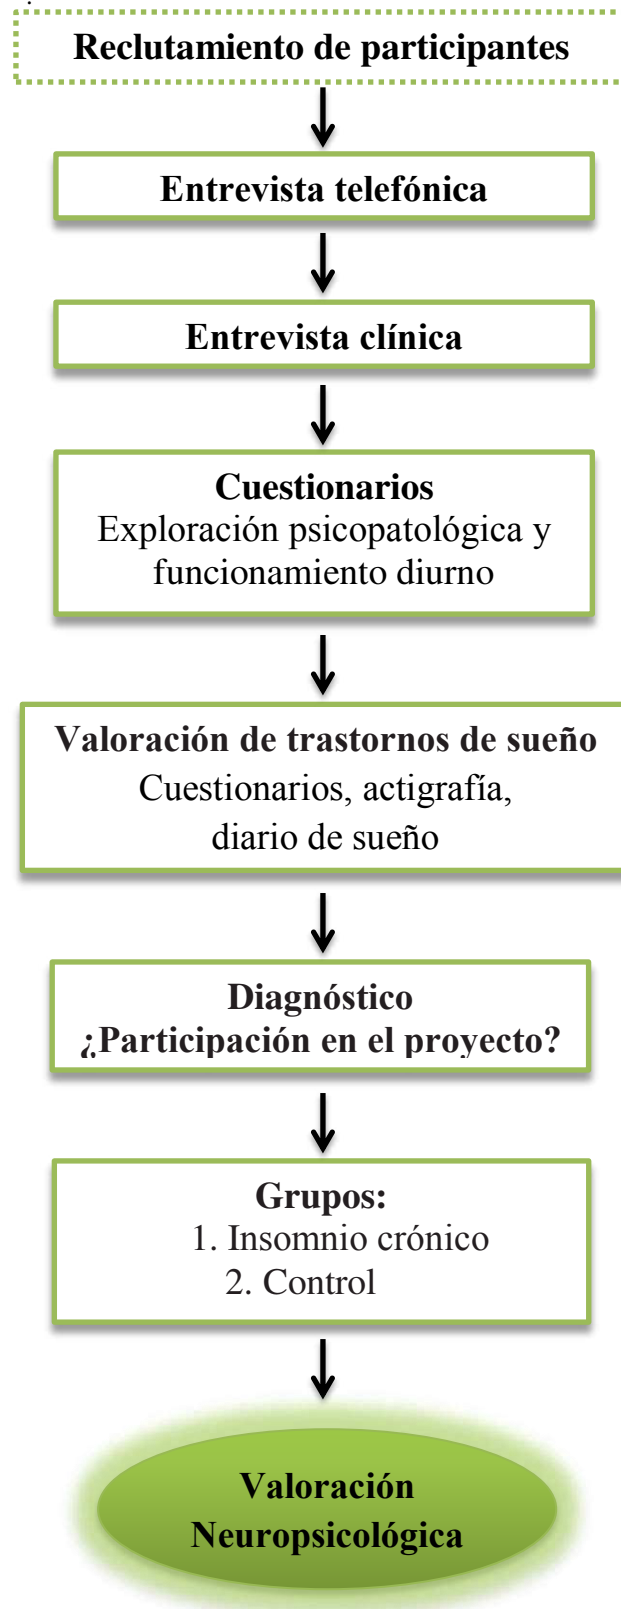 Reclutamiento de participantes
Entrevista telefónica
Entrevista clínica
Cuestionarios
Exploración psicopatológica y
funcionamiento diurno
Valoración de trastornos de sueño
Cuestionarios, actigrafía,
diario de sueño
Diagnóstico
¿Participación en el proyecto?
Grupos:
1. Insomnio crónico
2. Control
Valoración
Neuropsicológica